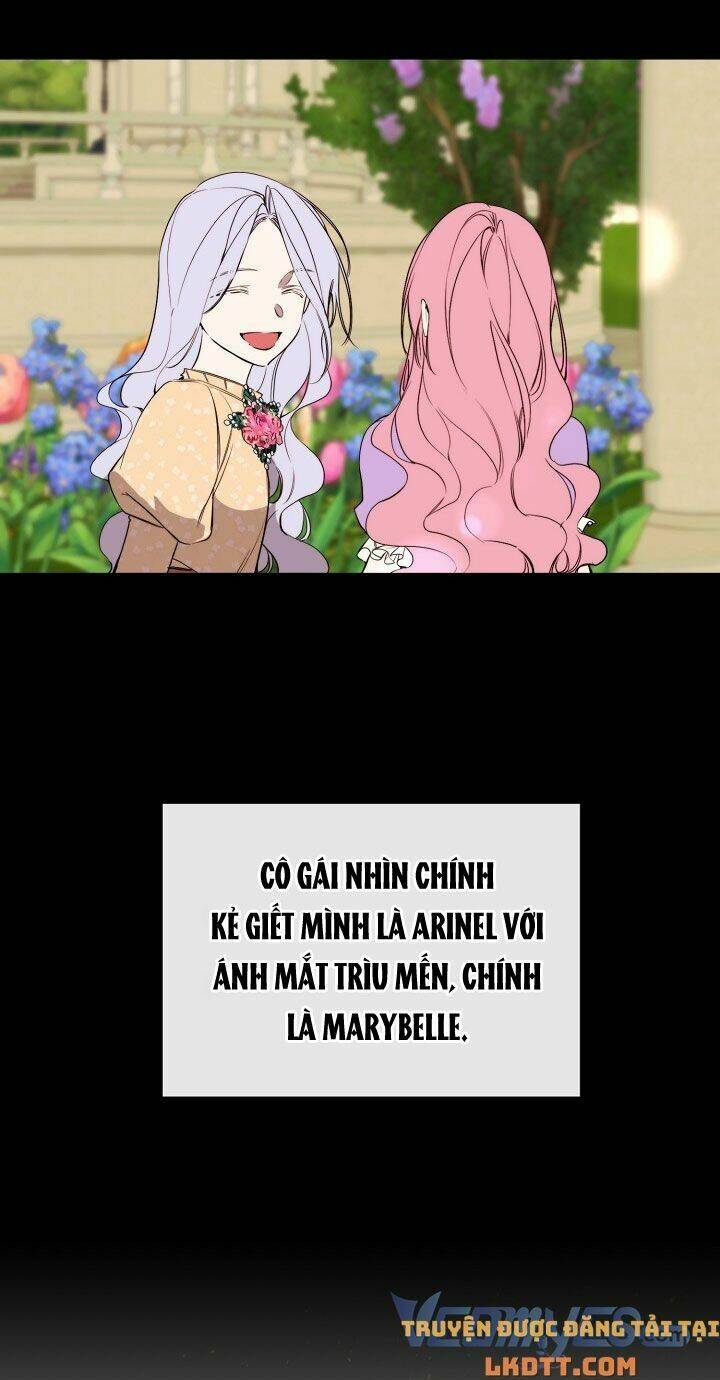 CÔ GÁI NHÌN CHÍNH
KẺ GIẾT MÌNH LÀ ARINEL VỚI
ÁNH MẮT TRÌU MẾN, CHÍNH
LÀ MARYBELLE.
TRUYỆN ĐƯỢC ĐĂNG TẢI TẠI
LKDTT.COM